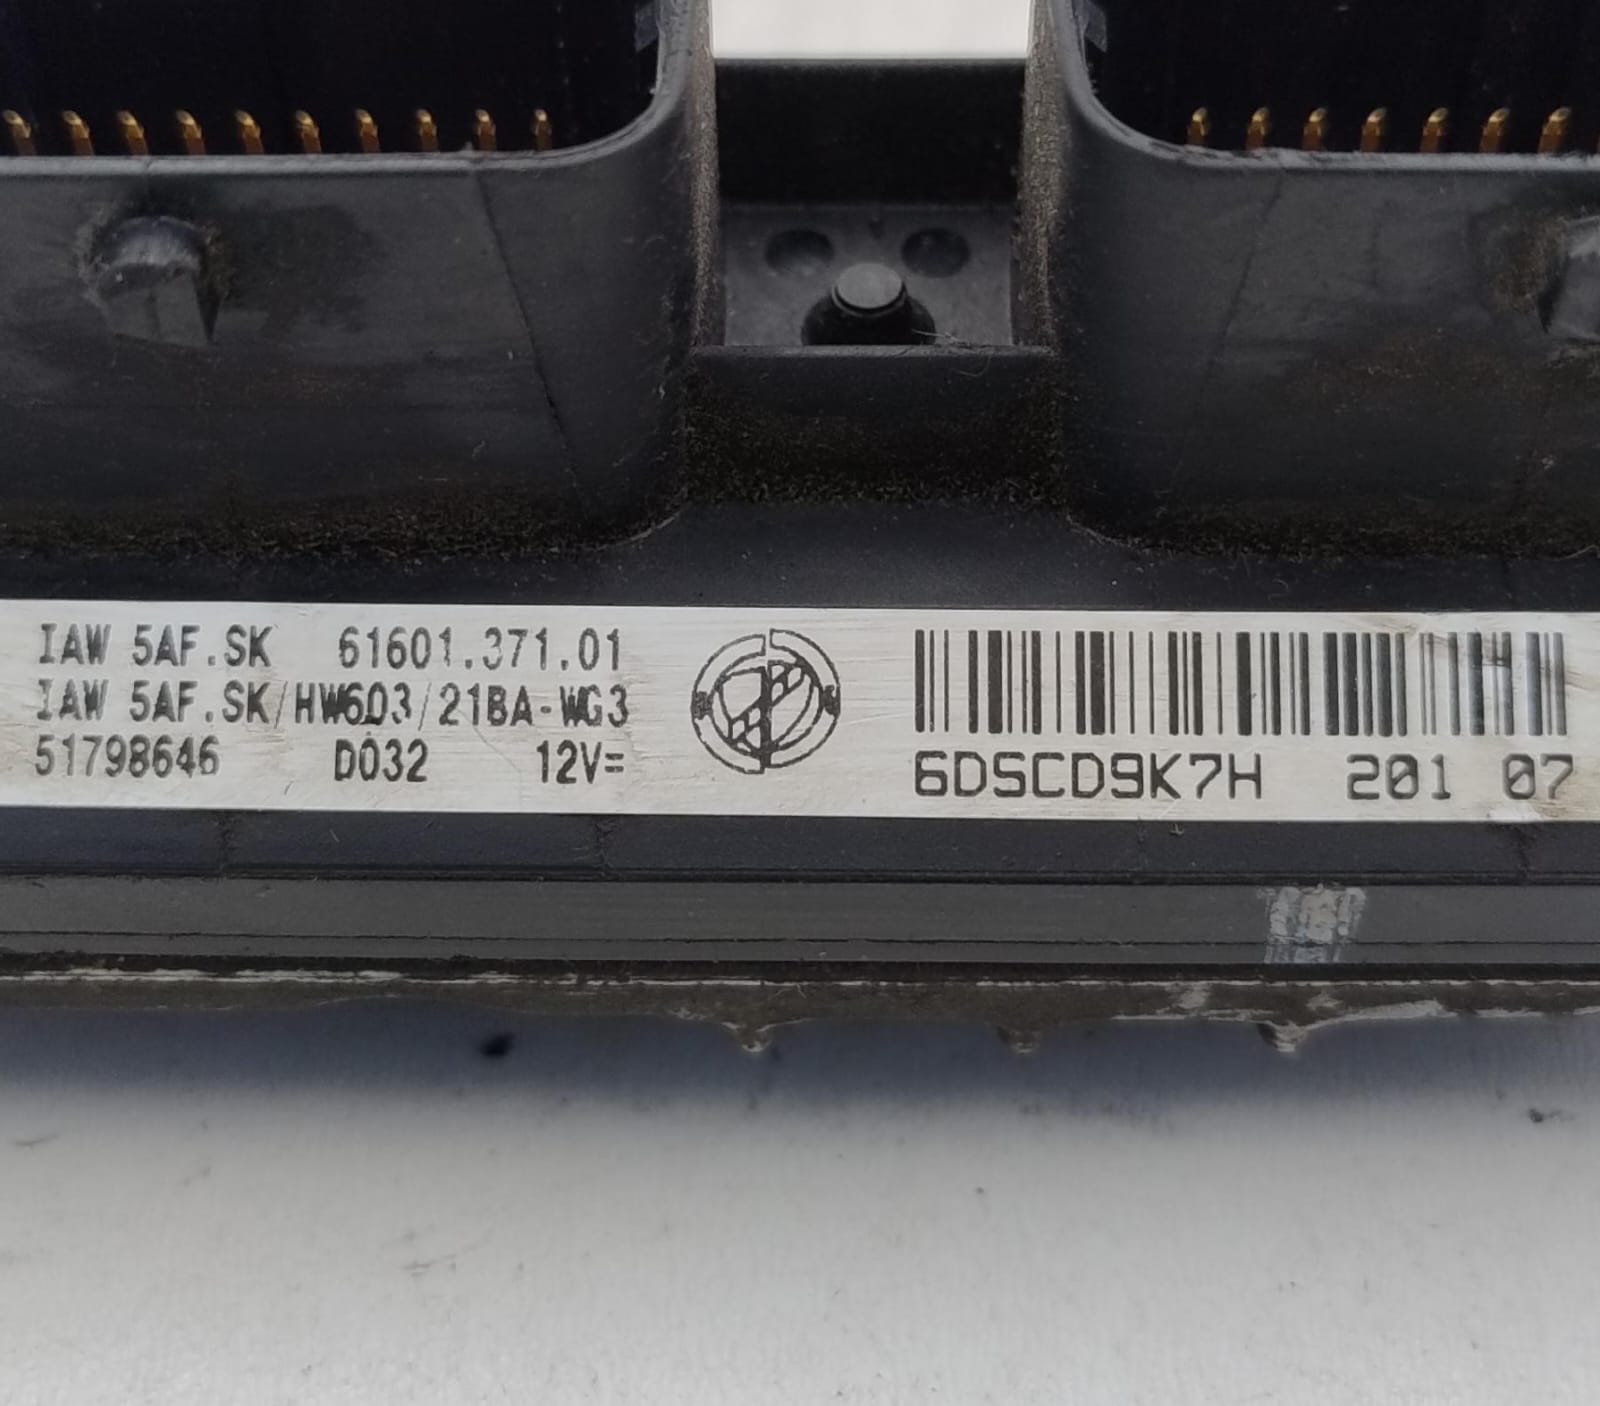 IAW 5AF.SK 61601.371.01
IAW 5AF.SK/HW603/21BA-WG3
51798646 D032 12V=
6DSCD9K7H 201 07